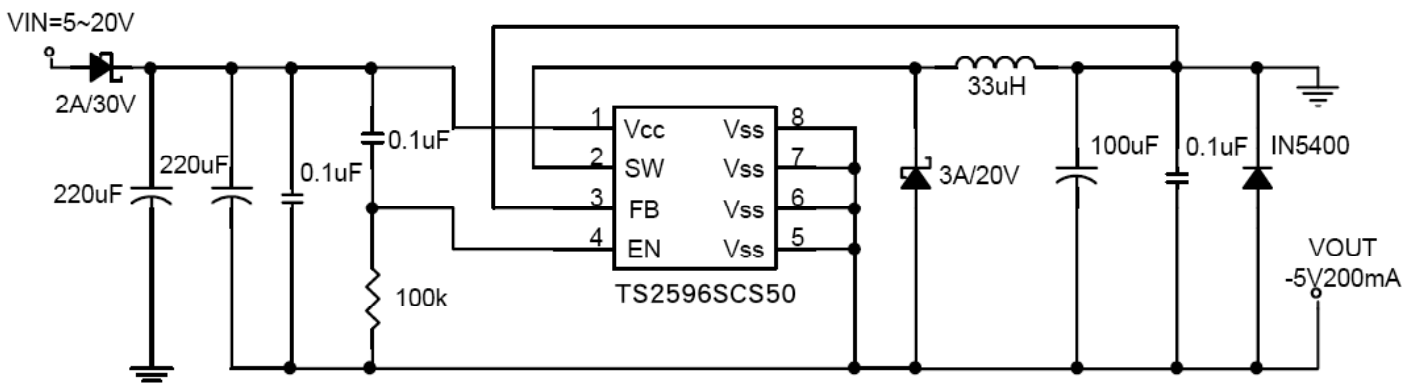 VIN=5~20V
2A/30V
33uH
1 Vcc Vss 8
0.1uF
100uF
0.1uF
IN5400
220uF
0.1uF
2 SW Vss 7
3A/20V
220uF
3 FB Vss 6
4 EN Vss 5
VOUT
-5V200mA
100k
TS2596SCS50